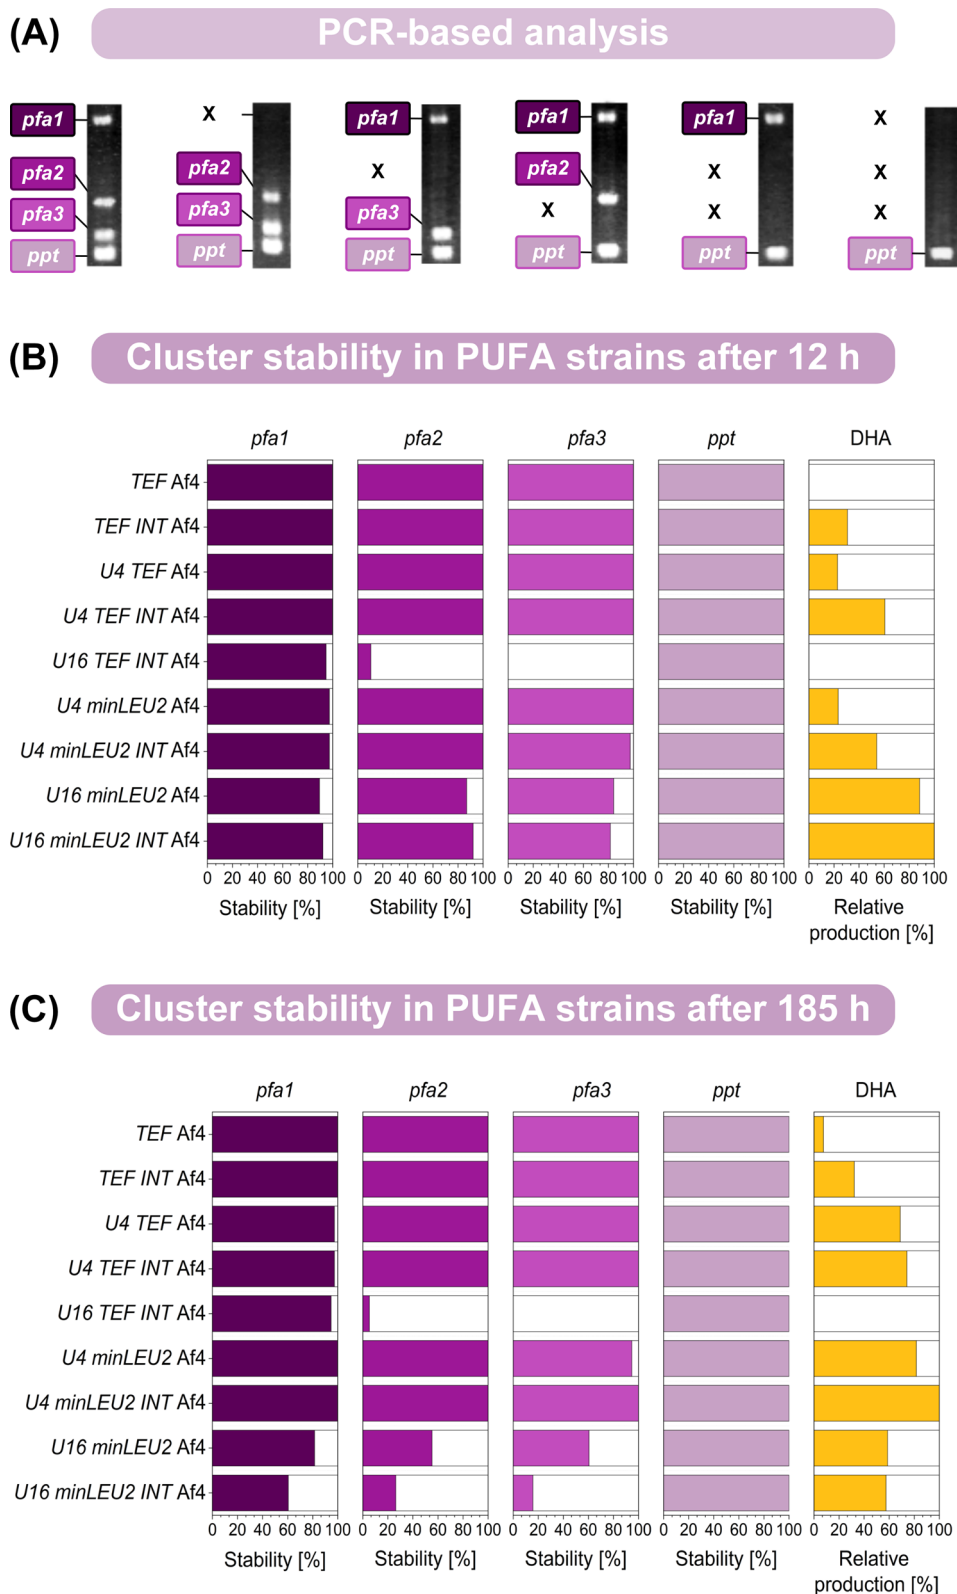 (A) PCR-based analysis
pfa1 X pfa1 pfa1 pfa1 X
pfa2 pfa2 X pfa2 X X
pfa3 pfa3 pfa3 X X X
ppt ppt ppt ppt ppt ppt
(B) Cluster stability in PUFA strains after 12 h
pfa1 pfa2 pfa3 ppt DHA
TEF Af4
TEF INT Af4
U4 TEF Af4
U4 TEF INT Af4
U16 TEF INT Af4
U4 minLEU2 Af4
U4 minLEU2 INT Af4
U16 minLEU2 Af4
U16 minLEU2 INT Af4
0 20 40 60 80 100 0 20 40 60 80 100 0 20 40 60 80 100 0 20 40 60 80 100 0 20 40 60 80 100
Stability [%] Stability [%] Stability [%] Stability [%] Relative
production [%]
(C) Cluster stability in PUFA strains after 185 h
pfa1 pfa2 pfa3 ppt DHA
TEF Af4
TEF INT Af4
U4 TEF Af4
U4 TEF INT Af4
U16 TEF INT Af4
U4 minLEU2 Af4
U4 minLEU2 INT Af4
U16 minLEU2 Af4
U16 minLEU2 INT Af4
0 20 40 60 80 100 0 20 40 60 80 100 0 20 40 60 80 100 0 20 40 60 80 100 0 20 40 60 80 100
Stability [%] Stability [%] Stability [%] Stability [%] Relative
production [%]